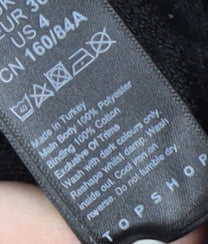 US 4
CN 160/84A
Made in Turkey
Main Body 100% Polyester
Binding 100% Cotton
Exclusive Of Trims
Wash with dark colours only.
Reshape whilst damp. Wash
inside out. Cool iron on
reverse. Do not tumble dry.
TOPSHOP